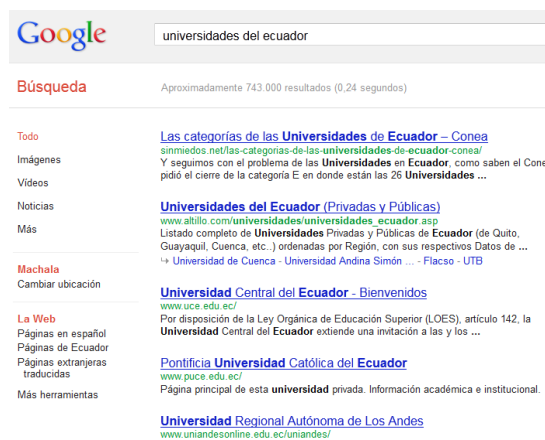 Google
universidades del ecuador
Búsqueda
Aproximadamente 743.000 resultados (0,24 segundos)
Todo
Imágenes
Vídeos
Noticias
Más
Machala
Cambiar ubicación
La Web
Páginas en español
Páginas de Ecuador
Páginas extranjeras
traducidas
Más herramientas
Las categorías de las Universidades de Ecuador – Conea
sinmiedos.net/las-categorias-de-las-universidades-de-ecuador-conea/
Y seguimos con el problema de las Universidades en Ecuador, como saben el Cone
pidió el cierre de la categoría E en donde están las 26 Universidades ...
Universidades del Ecuador (Privadas y Públicas)
www.altillo.com/universidades/universidades_ecuador.asp
Listado completo de Universidades Privadas y Públicas de Ecuador (de Quito,
Guayaquil, Cuenca, etc..) ordenadas por Región, con sus respectivos Datos de ...
↪ Universidad de Cuenca - Universidad Andina Simón ... - Flacso - UTB
Universidad Central del Ecuador - Bienvenidos
www.uce.edu.ec/
Por disposición de la Ley Orgánica de Educación Superior (LOES), artículo 142, la
Universidad Central del Ecuador extiende una invitación a las y los ...
Pontificia Universidad Católica del Ecuador
www.puce.edu.ec/
Página principal de esta universidad privada. Información académica e institucional.
Universidad Regional Autónoma de Los Andes
www.uniandesonline.edu.ec/uniandes/